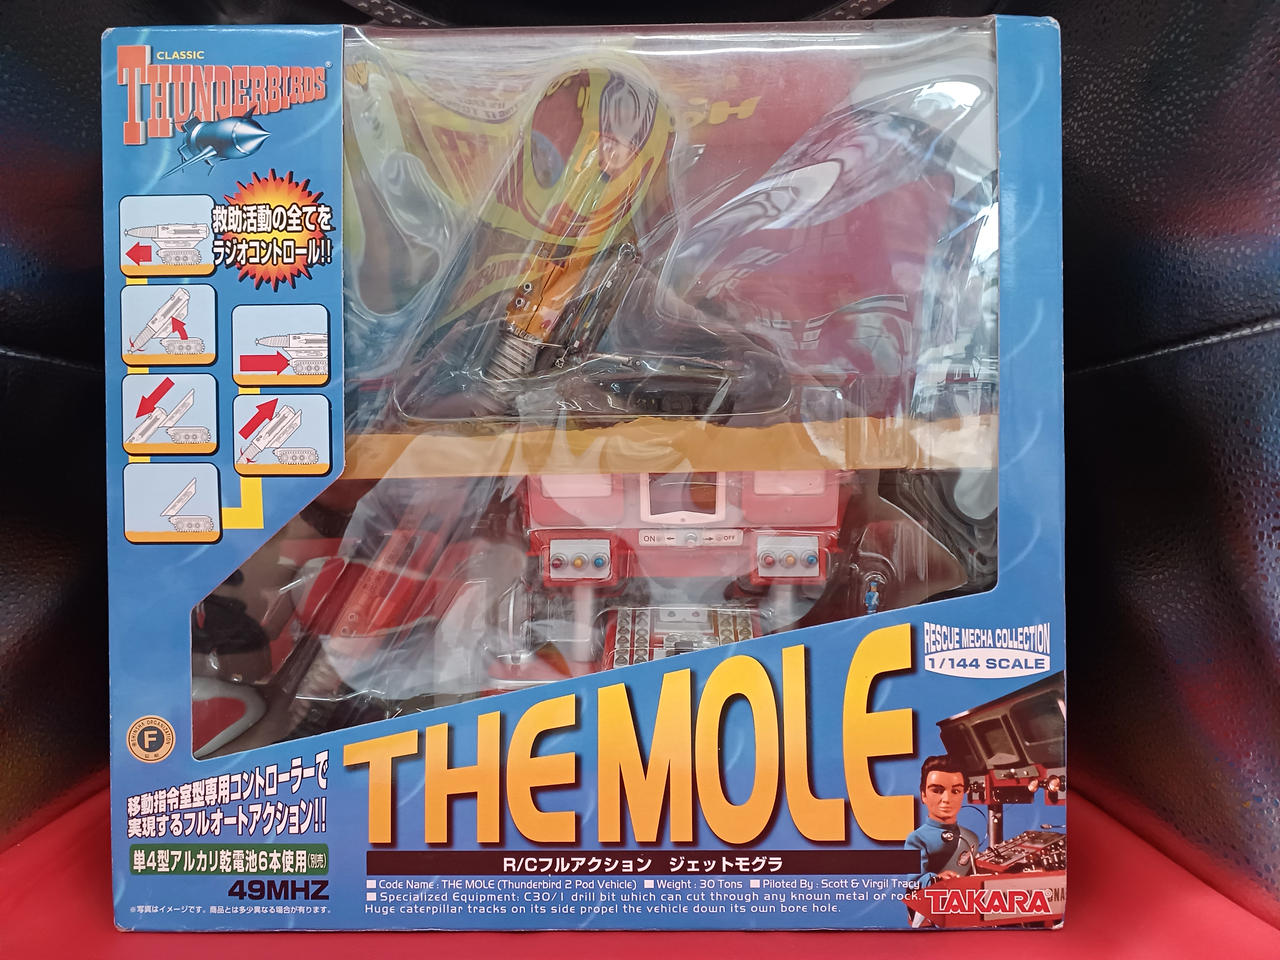 CLASSIC
THUNDERBIRDS®
救助活動の全てを
ラジオコントロール!!
ON
OFF
THE MOLE
RESCUE MECHA COLLECTION
1/144 SCALE
F
移動指令室型専用コントローラーで
実現するフルオートアクション!!
単4型アルカリ乾電池6本使用(別売)
49MHZ
※写真はイメージです。商品とは多少異なる場合が有ります。
R/Cフルアクション ジェットモグラ
■Code Name : THE MOLE (Thunderbird 2 Pod Vehicle) ■Weight : 30 Tons ■Piloted By : Scott & Virgil Tracy
■Specialized Equipment: C30/1 drill bit which can cut through any known metal or rock.
Huge caterpillar tracks on its side propel the vehicle down its own bore hole.
TAKARA®